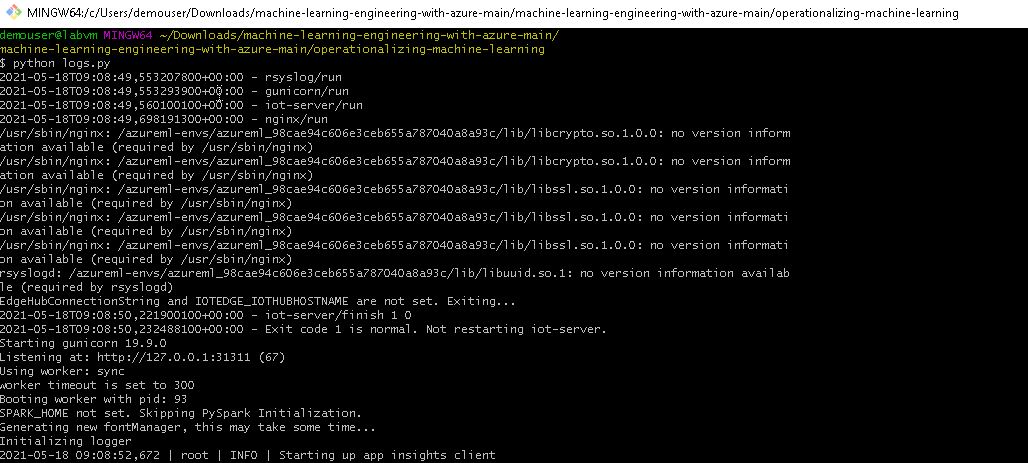 MINGW64:/c/Users/demouser/Downloads/machine-learning-engineering-with-azure-main/machine-learning-engineering-with-azure-main/operationalizing-machine-learning
demouser@labvm MINGW64 ~/Downloads/machine-learning-engineering-with-azure-main/
machine-learning-engineering-with-azure-main/operationalizing-machine-learning
$ python logs.py
2021-05-18T09:08:49,553207800+00:00 - rsyslog/run
2021-05-18T09:08:49,553293900+00:00 - gunicorn/run
2021-05-18T09:08:49,560100100+00:00 - iot-server/run
2021-05-18T09:08:49,698191300+00:00 - nginx/run
/usr/sbin/nginx: /azureml-envs/azureml_98cae94c606e3ceb655a787040a8a93c/lib/libcrypto.so.1.0.0: no version inform
ation available (required by /usr/sbin/nginx)
/usr/sbin/nginx: /azureml-envs/azureml_98cae94c606e3ceb655a787040a8a93c/lib/libcrypto.so.1.0.0: no version inform
ation available (required by /usr/sbin/nginx)
/usr/sbin/nginx: /azureml-envs/azureml_98cae94c606e3ceb655a787040a8a93c/lib/libssl.so.1.0.0: no version informati
on available (required by /usr/sbin/nginx)
/usr/sbin/nginx: /azureml-envs/azureml_98cae94c606e3ceb655a787040a8a93c/lib/libssl.so.1.0.0: no version informati
on available (required by /usr/sbin/nginx)
/usr/sbin/nginx: /azureml-envs/azureml_98cae94c606e3ceb655a787040a8a93c/lib/libssl.so.1.0.0: no version informati
on available (required by /usr/sbin/nginx)
rsyslogd: /azureml-envs/azureml_98cae94c606e3ceb655a787040a8a93c/lib/libuuid.so.1: no version information availab
le (required by rsyslogd)
EdgeHubConnectionString and IOTEDGE_IOTHUBHOSTNAME are not set. Exiting...
2021-05-18T09:08:50,221900100+00:00 - iot-server/finish 1 0
2021-05-18T09:08:50,232488100+00:00 - Exit code 1 is normal. Not restarting iot-server.
Starting gunicorn 19.9.0
Listening at: http://127.0.0.1:31311 (67)
Using worker: sync
worker timeout is set to 300
Booting worker with pid: 93
SPARK_HOME not set. Skipping PySpark Initialization.
Generating new fontManager, this may take some time...
Initializing logger
2021-05-18 09:08:52,672 | root | INFO | Starting up app insights client